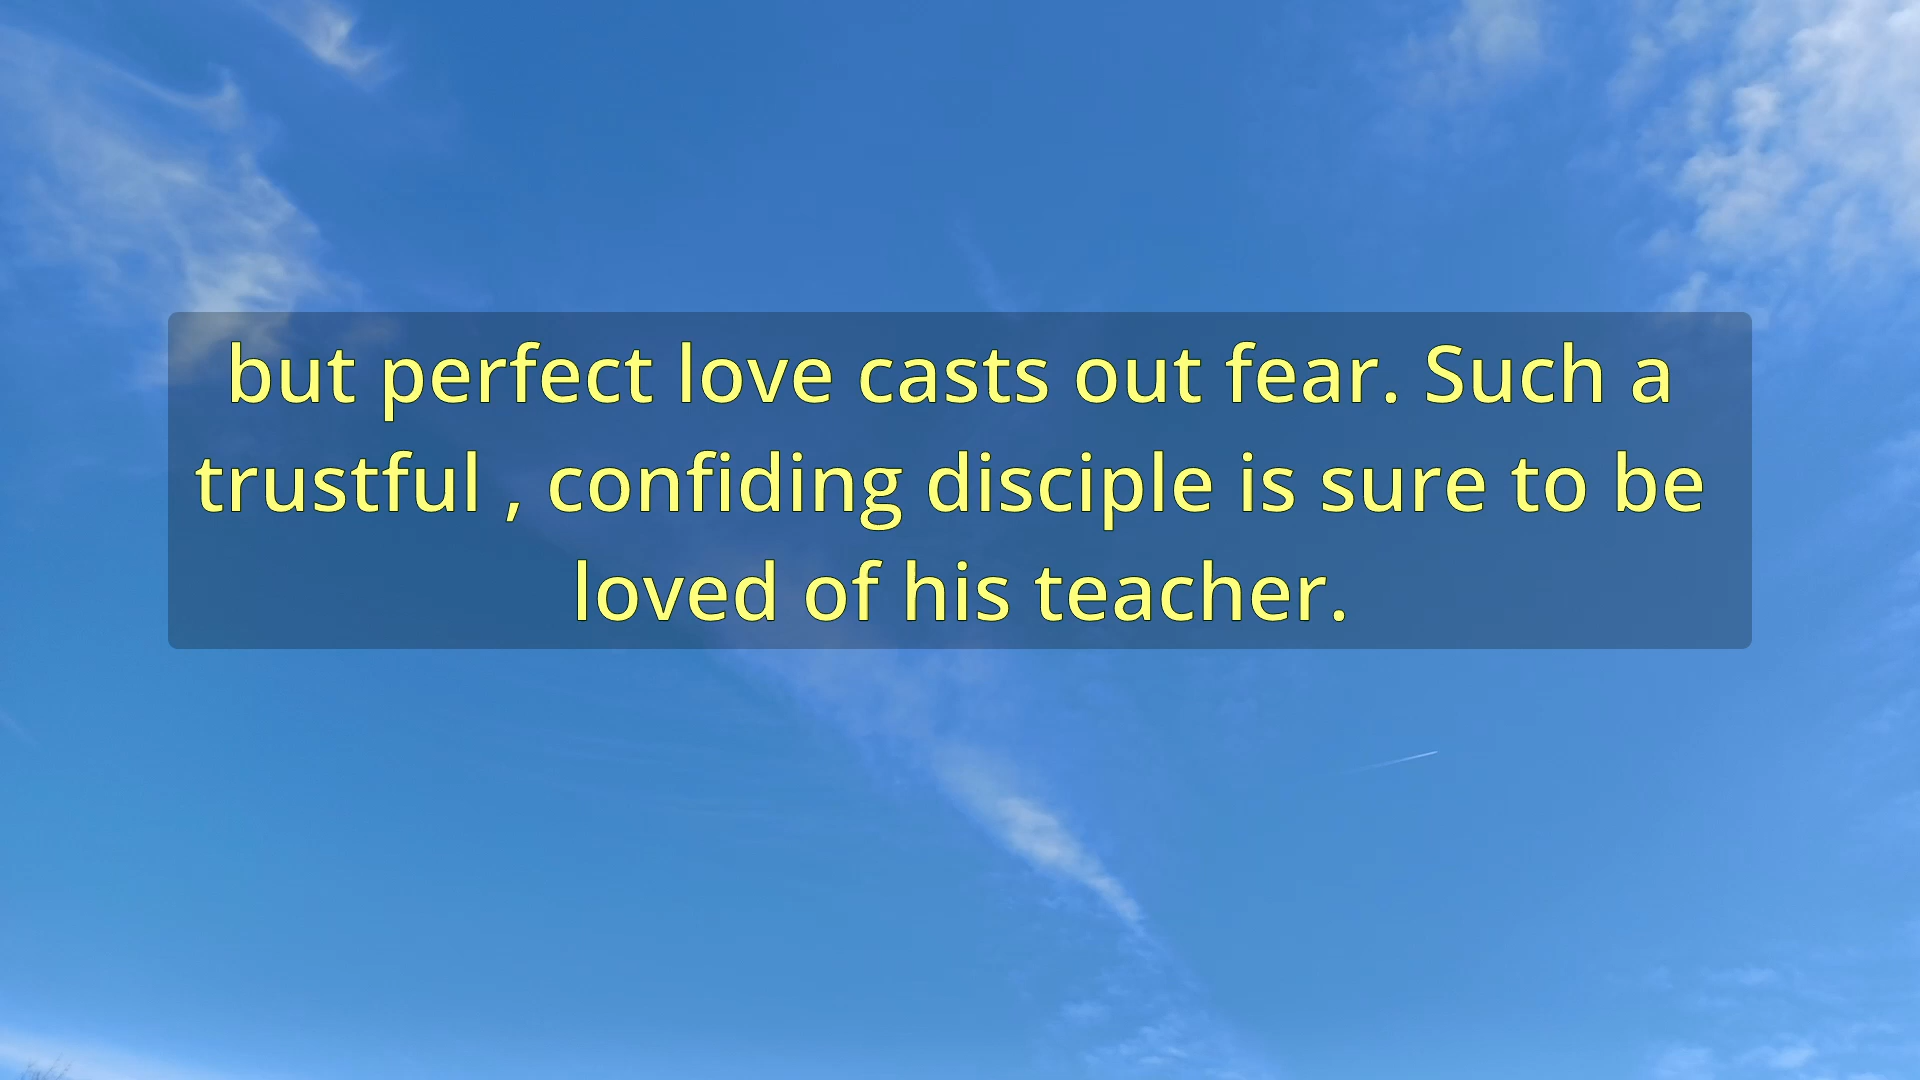 but perfect love casts out fear. Such a
trustful , confiding disciple is sure to be
loved of his teacher.